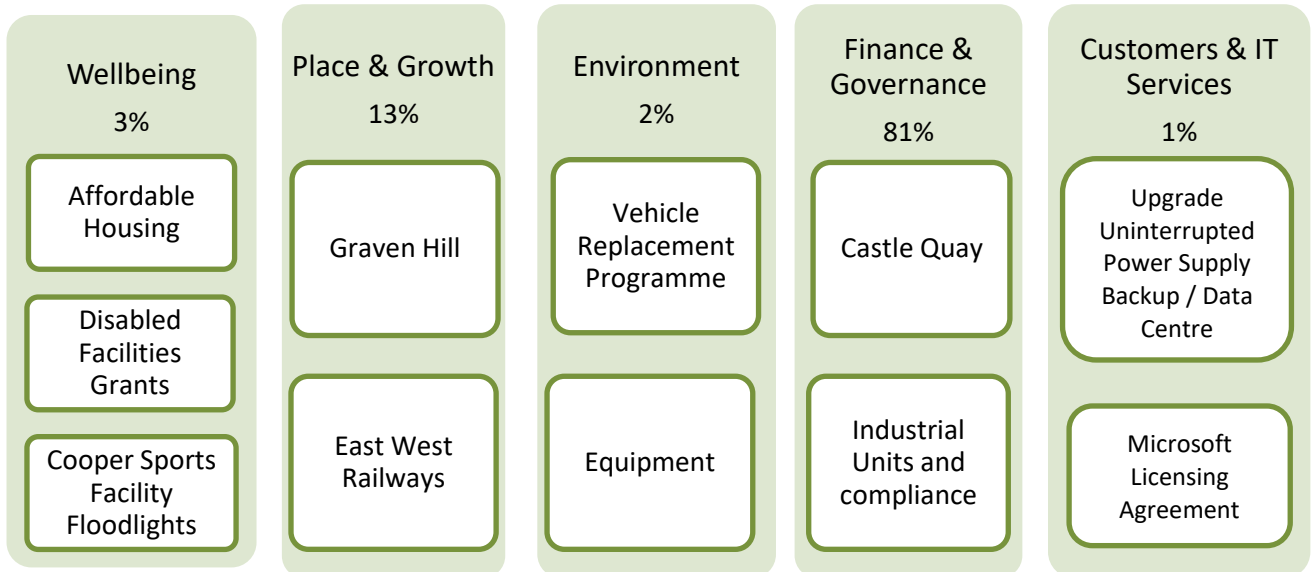 Wellbeing
3%
Affordable
Housing
Disabled
Facilities
Grants
Cooper Sports
Facility
Floodlights
Place & Growth
13%
Graven Hill
East West
Railways
Environment
2%
Vehicle
Replacement
Programme
Equipment
Finance &
Governance
81%
Castle Quay
Industrial
Units and
compliance
Customers & IT
Services
1%
Upgrade
Uninterrupted
Power Supply
Backup / Data
Centre
Microsoft
Licensing
Agreement